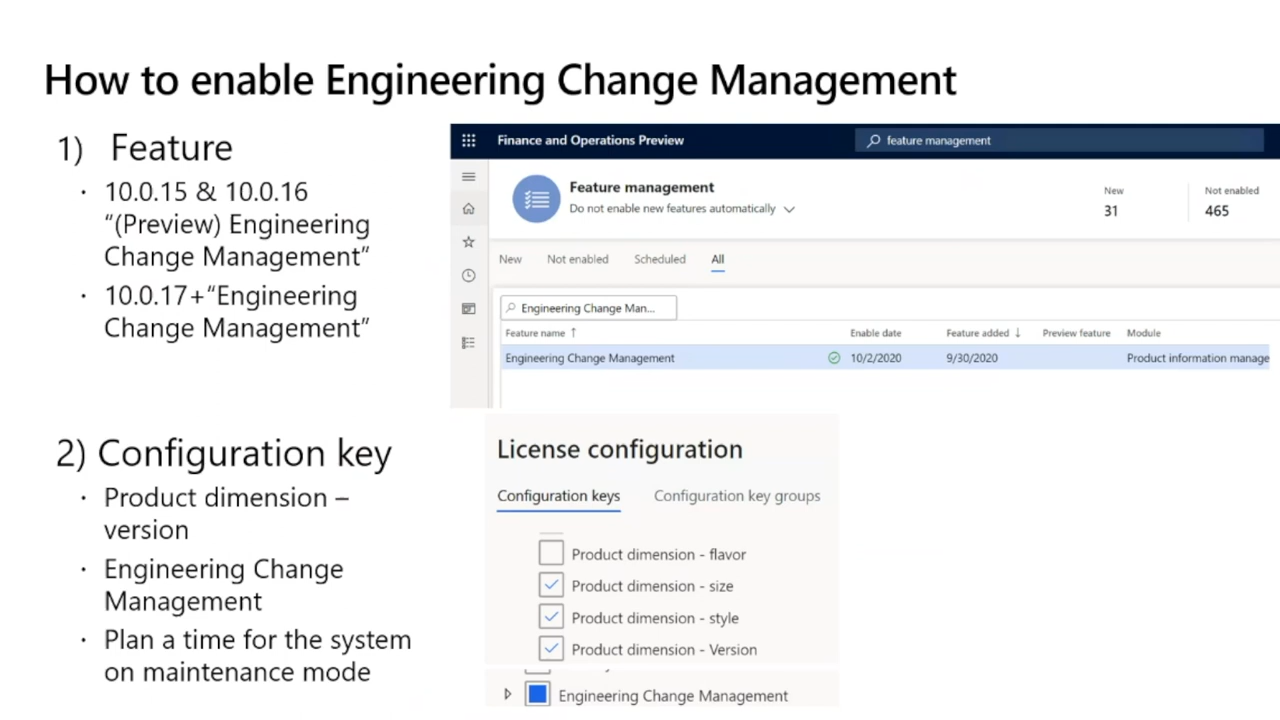 How to enable Engineering Change Management
1) Feature
· 10.0.15 & 10.0.16
“(Preview) Engineering
Change Management”
· 10.0.17+“Engineering
Change Management”
2) Configuration key
· Product dimension –
version
· Engineering Change
Management
· Plan a time for the system
on maintenance mode
Finance and Operations Preview
feature management
Feature management
Do not enable new features automatically
New
31
Not enabled
465
New Not enabled Scheduled All
Engineering Change Man...
Feature name ↑ Enable date Feature added ↓ Preview feature Module
Engineering Change Management 10/2/2020 9/30/2020 Product information manage
License configuration
Configuration keys Configuration key groups
Product dimension - flavor
Product dimension - size
Product dimension - style
Product dimension - Version
Engineering Change Management